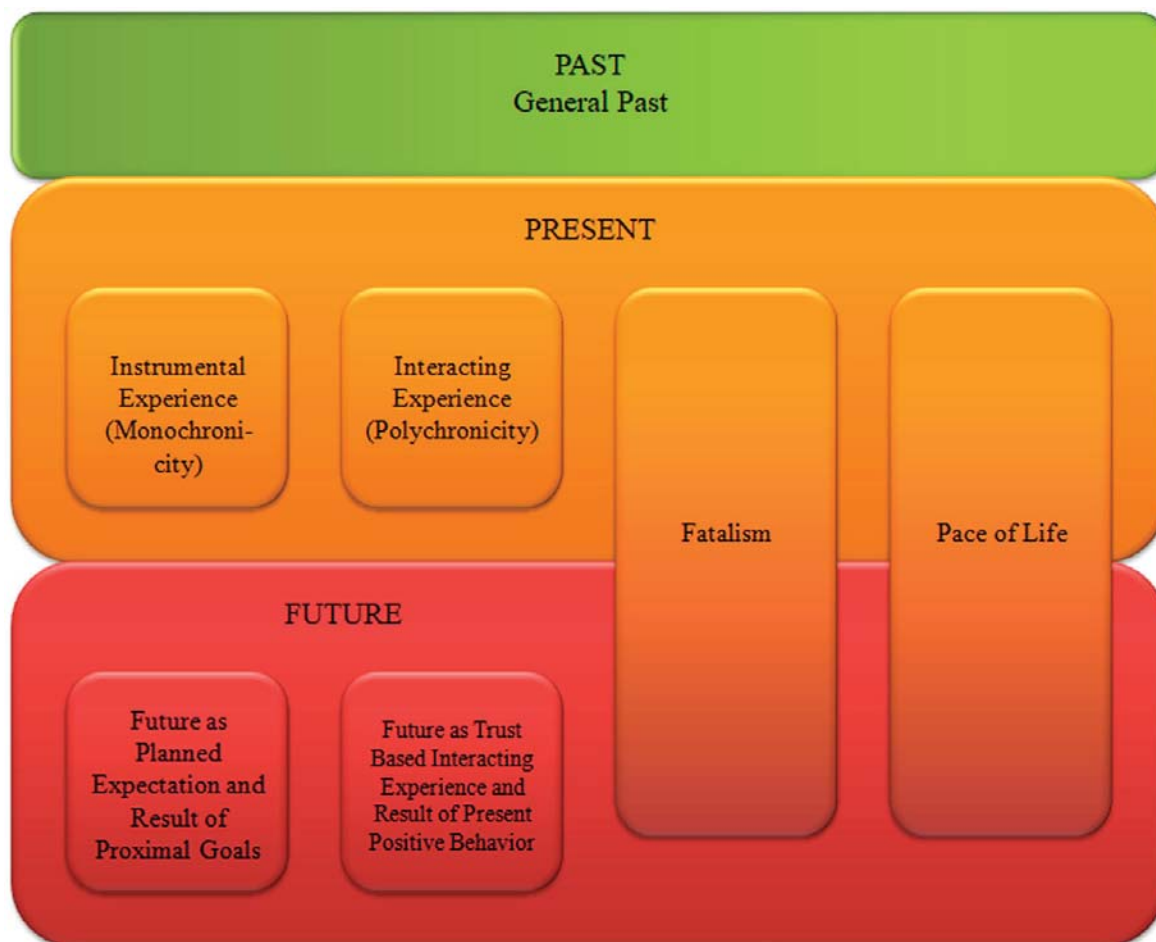 PAST
General Past
PRESENT
Instrumental
Experience
(Monochroni-
city)
Interacting
Experience
(Polychronicity)
Fatalism
Pace of Life
FUTURE
Future as
Planned
Expectation and
Result of
Proximal Goals
Future as Trust
Based Interacting
Experience and
Result of Present
Positive Behavior